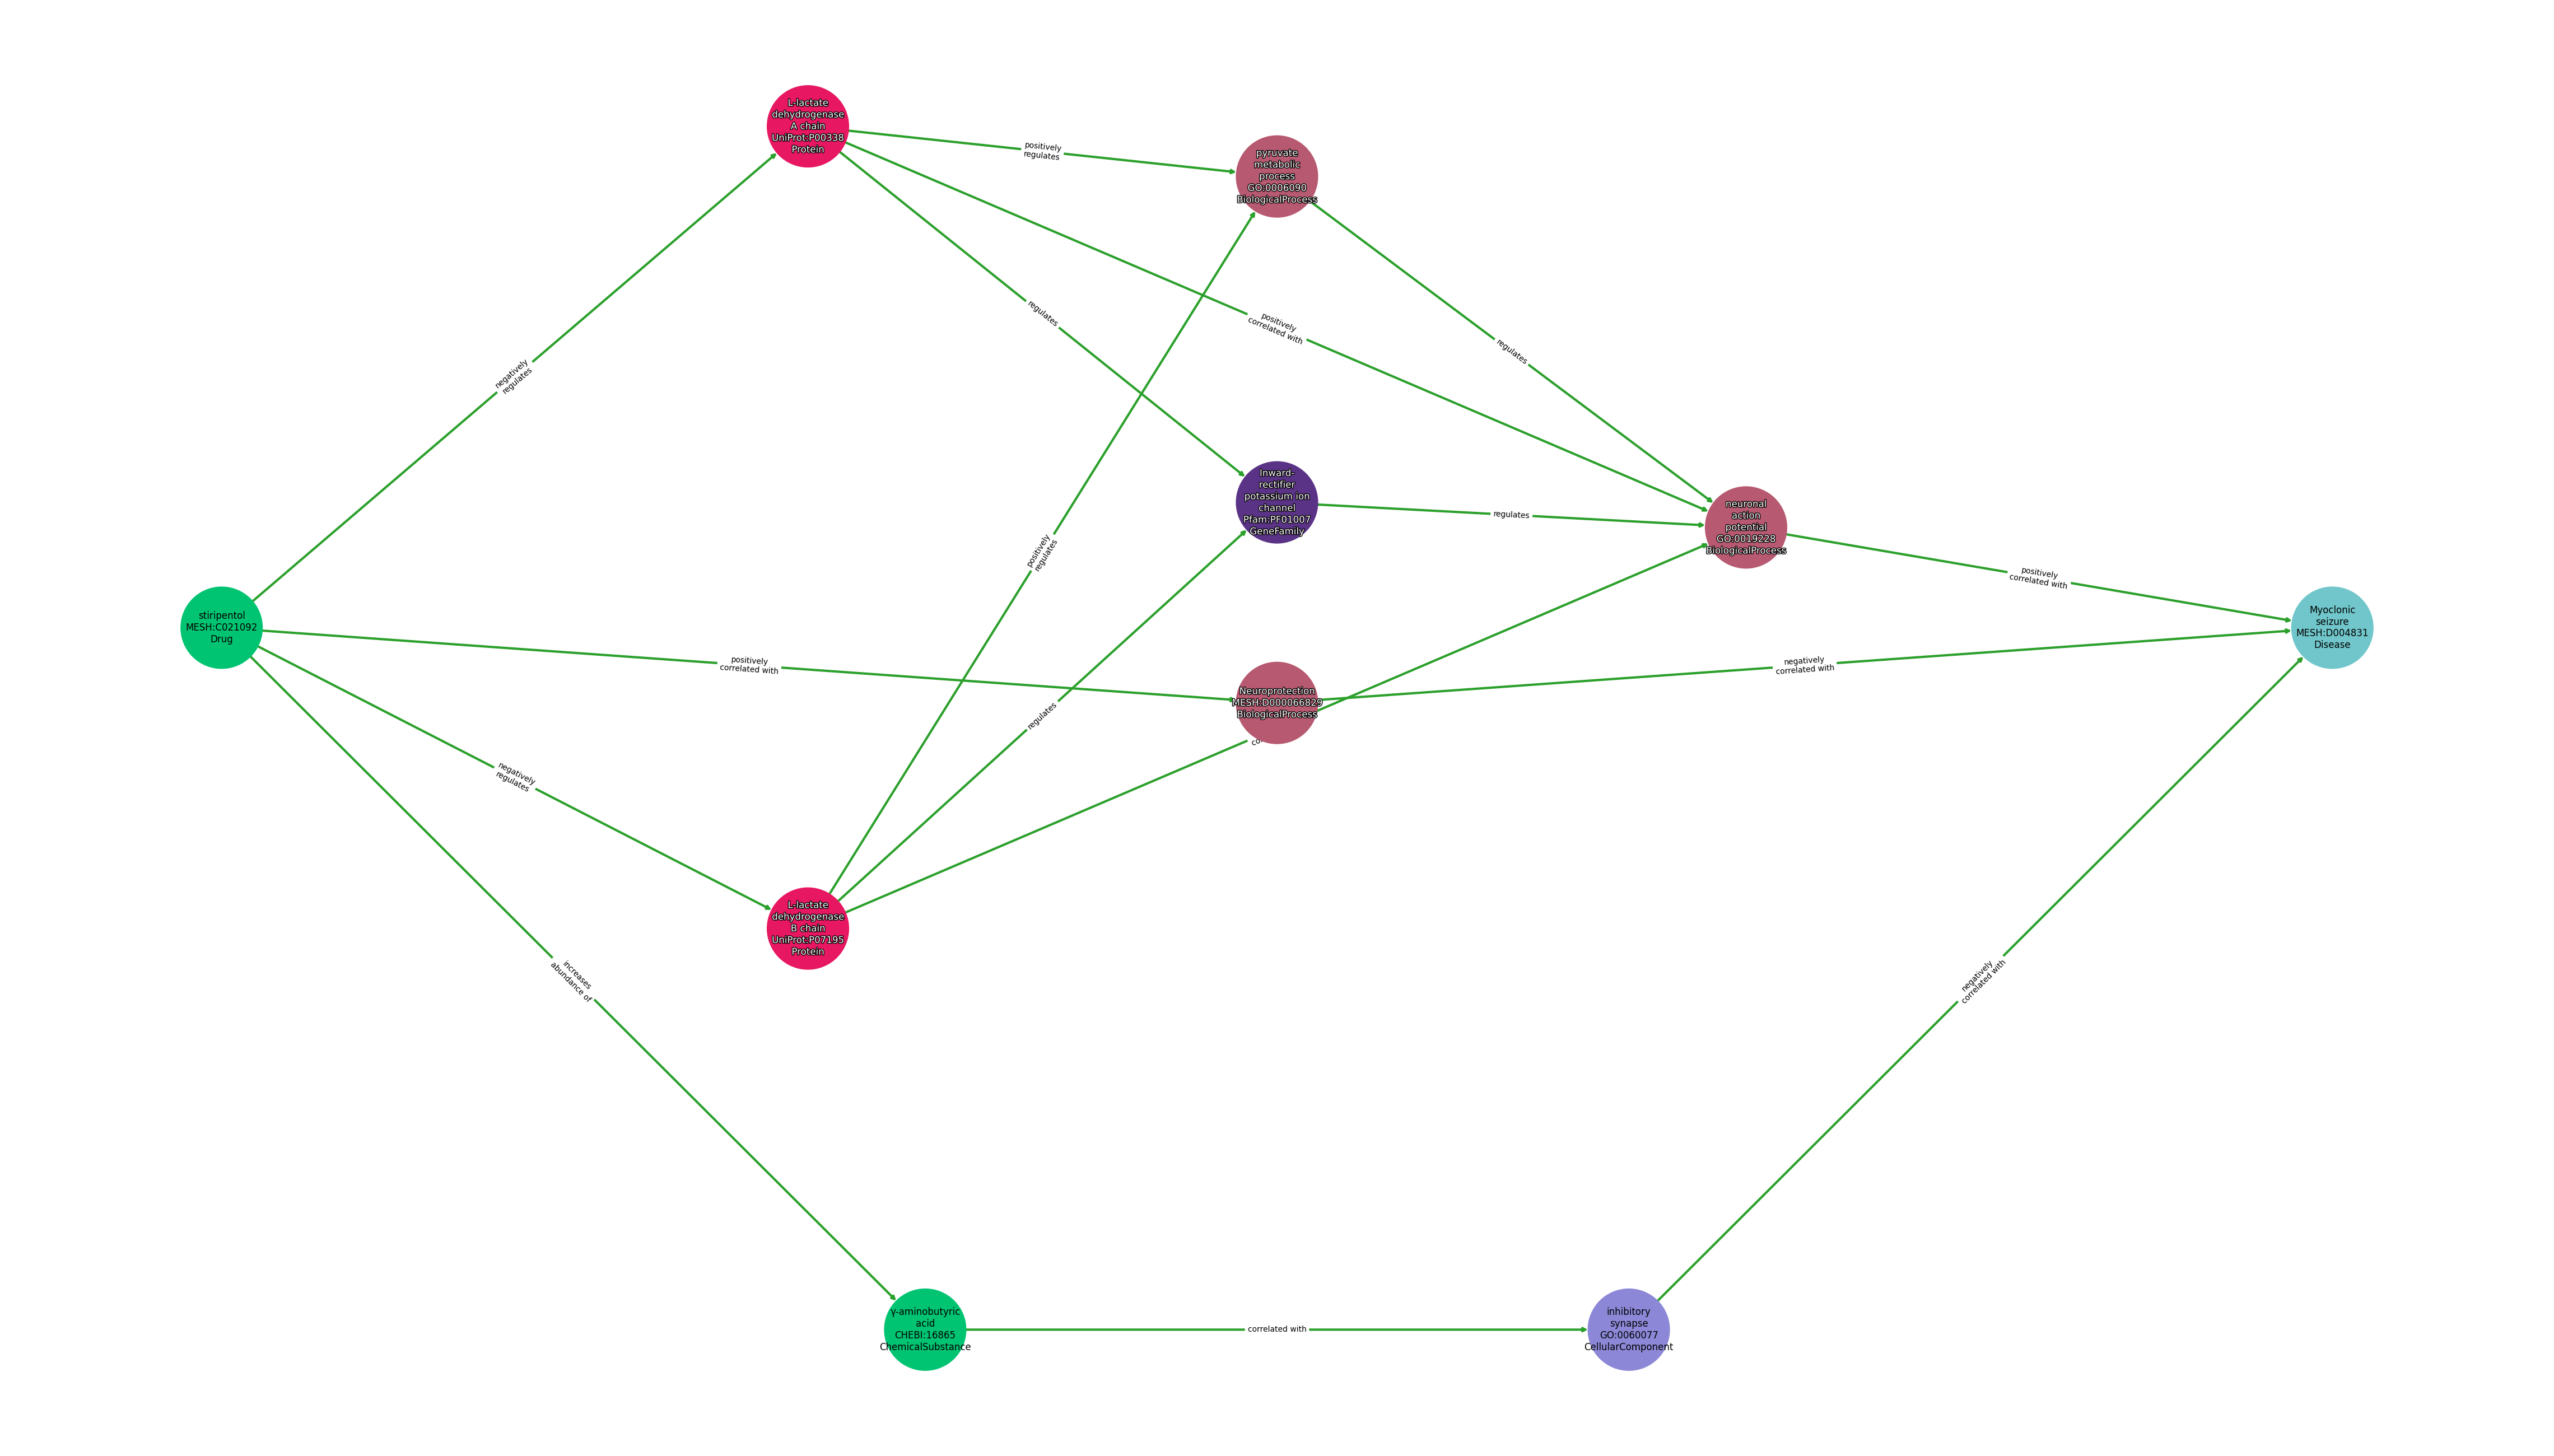 L-lactate
dehydrogenase
A chain
UniProt:P00338
Protein
positively
regulates
pyruvate
metabolic
process
GO:0006090
BiologicalProcess
regulates
positively
correlated with
regulates
negatively
regulates
Inward-
rectifier
potassium ion
channel
Pfam:PF01007
GeneFamily
regulates
neuronal
action
potential
GO:0019228
BiologicalProcess
positively
regulates
positively
correlated with
stiripentol
MESH:C021092
Drug
Myoclonic
seizure
MESH:D004831
Disease
positively
correlated with
negatively
correlated with
Neuroprotection
MESH:D000066829
BiologicalProcess
regulates
negatively
regulates
L-lactate
dehydrogenase
B chain
UniProt:P07195
Protein
increases
abundance of
negatively
correlated with
γ-aminobutyric
acid
CHEBI:16865
ChemicalSubstance
correlated with
inhibitory
synapse
GO:0060077
CellularComponent